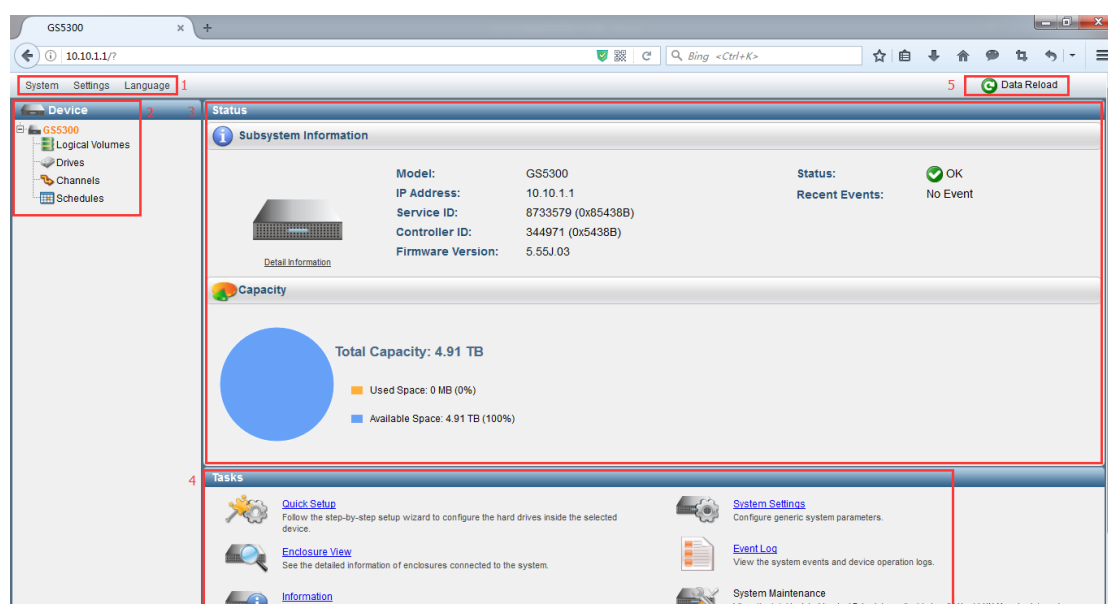 GS5300
10.10.1.1/?
Bing <Ctrl+K>
System Settings Language 1
5 Data Reload
Device 2
GS5300
Logical Volumes
Drives
Channels
Schedules
3 Status
Subsystem Information
Model: GS5300
IP Address: 10.10.1.1
Service ID: 8733579 (0x85438B)
Controller ID: 344971 (0x5438B)
Firmware Version: 5.55J.03
Status: OK
Recent Events: No Event
Detail Information
Capacity
Total Capacity: 4.91 TB
Used Space: 0 MB (0%)
Available Space: 4.91 TB (100%)
4 Tasks
Quick Setup
Follow the step-by-step setup wizard to configure the hard drives inside the selected
device.
Enclosure View
See the detailed information of enclosures connected to the system.
Information
System Settings
Configure generic system parameters.
Event Log
View the system events and device operation logs.
System Maintenance